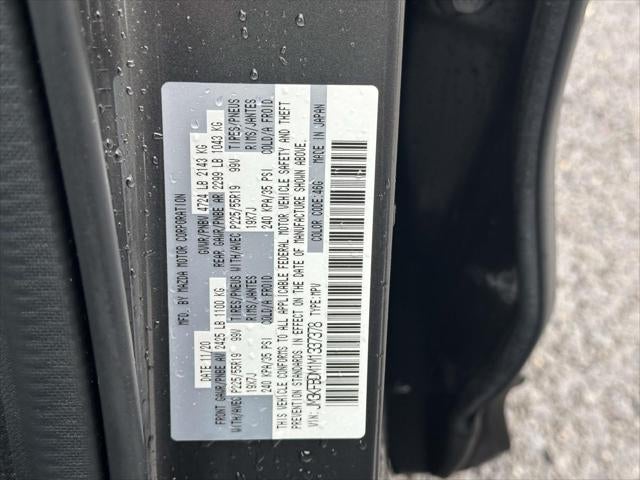 MFD. BY MAZDA MOTOR CORPORATION
DATE 11/20 GVWR/PNBV 4724 LB 2143 KG
FRONT GAWR/PNBE AV 2425 LB 1100 KG REAR GAWR/PNBE AR 2299 LB 1043 KG
WITH/AVEC P225/55R19 99V TIRES/PNEUS WITH/AVEC P225/55R19 99V TIRES/PNEUS
19X7J RIMS/JANTES 19X7J RIMS/JANTES
240 KPA/35 PSI COLD/A FROID 240 KPA/35 PSI COLD/A FROID
THIS VEHICLE CONFORMS TO ALL APPLICABLE FEDERAL MOTOR VEHICLE SAFETY AND THEFT
PREVENTION STANDARDS IN EFFECT ON THE DATE OF MANUFACTURE SHOWN ABOVE.
COLOR CODE:46G MADE IN JAPAN
VIN: JM3KFBDM1M1337378 TYPE:MPV